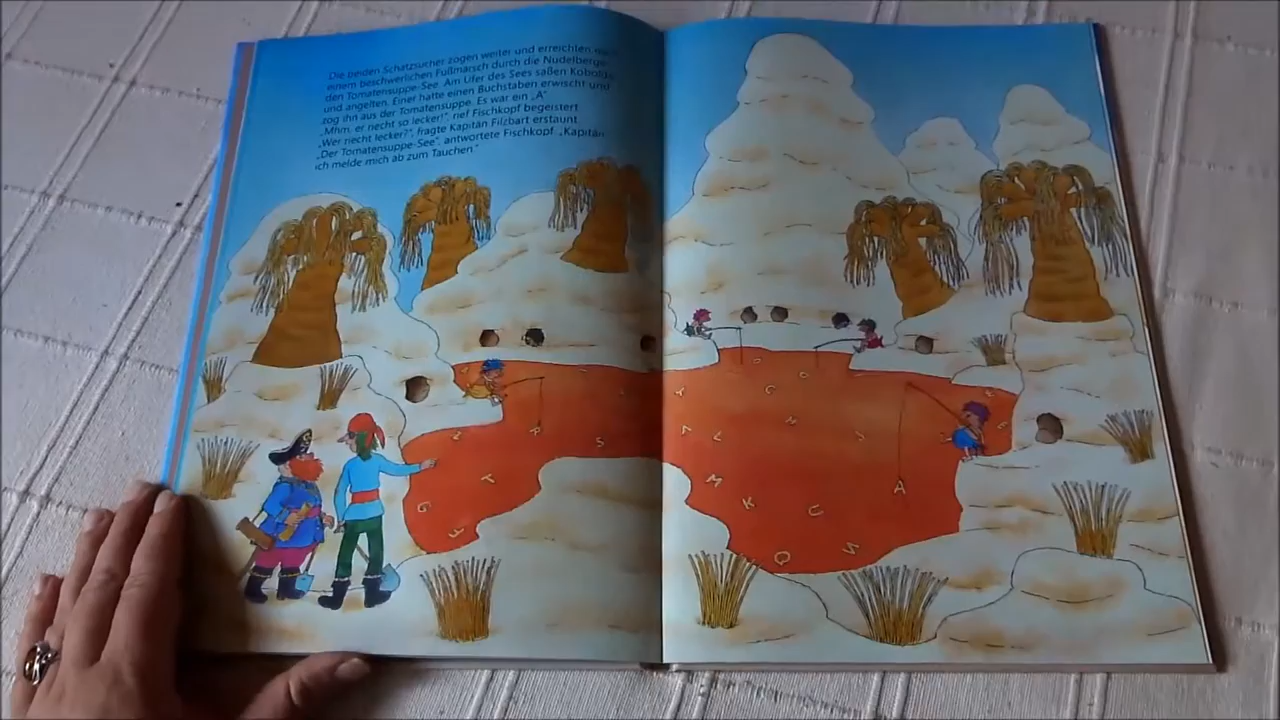 Die beiden Schatzsucher zogen weiter und erreichten
einem beschwerlichen Fußmarsch durch die Nudelberge
den Tomatensuppe-See. Am Ufer des Sees saßen Kobolde
und angelten. Einer hatte einen Buchstaben erwischt und
zog ihn aus der Tomatensuppe. Es war ein „A“
„Mhm, er riecht so lecker!“, rief Fischkopf begeistert
„Wer riecht lecker?“, fragte Kapitän Filzbart erstaunt
„Der Tomatensuppe-See“, antwortete Fischkopf „Kapitän
ich melde mich ab zum Tauchen“
R S
T
G
L
M K U A
Q